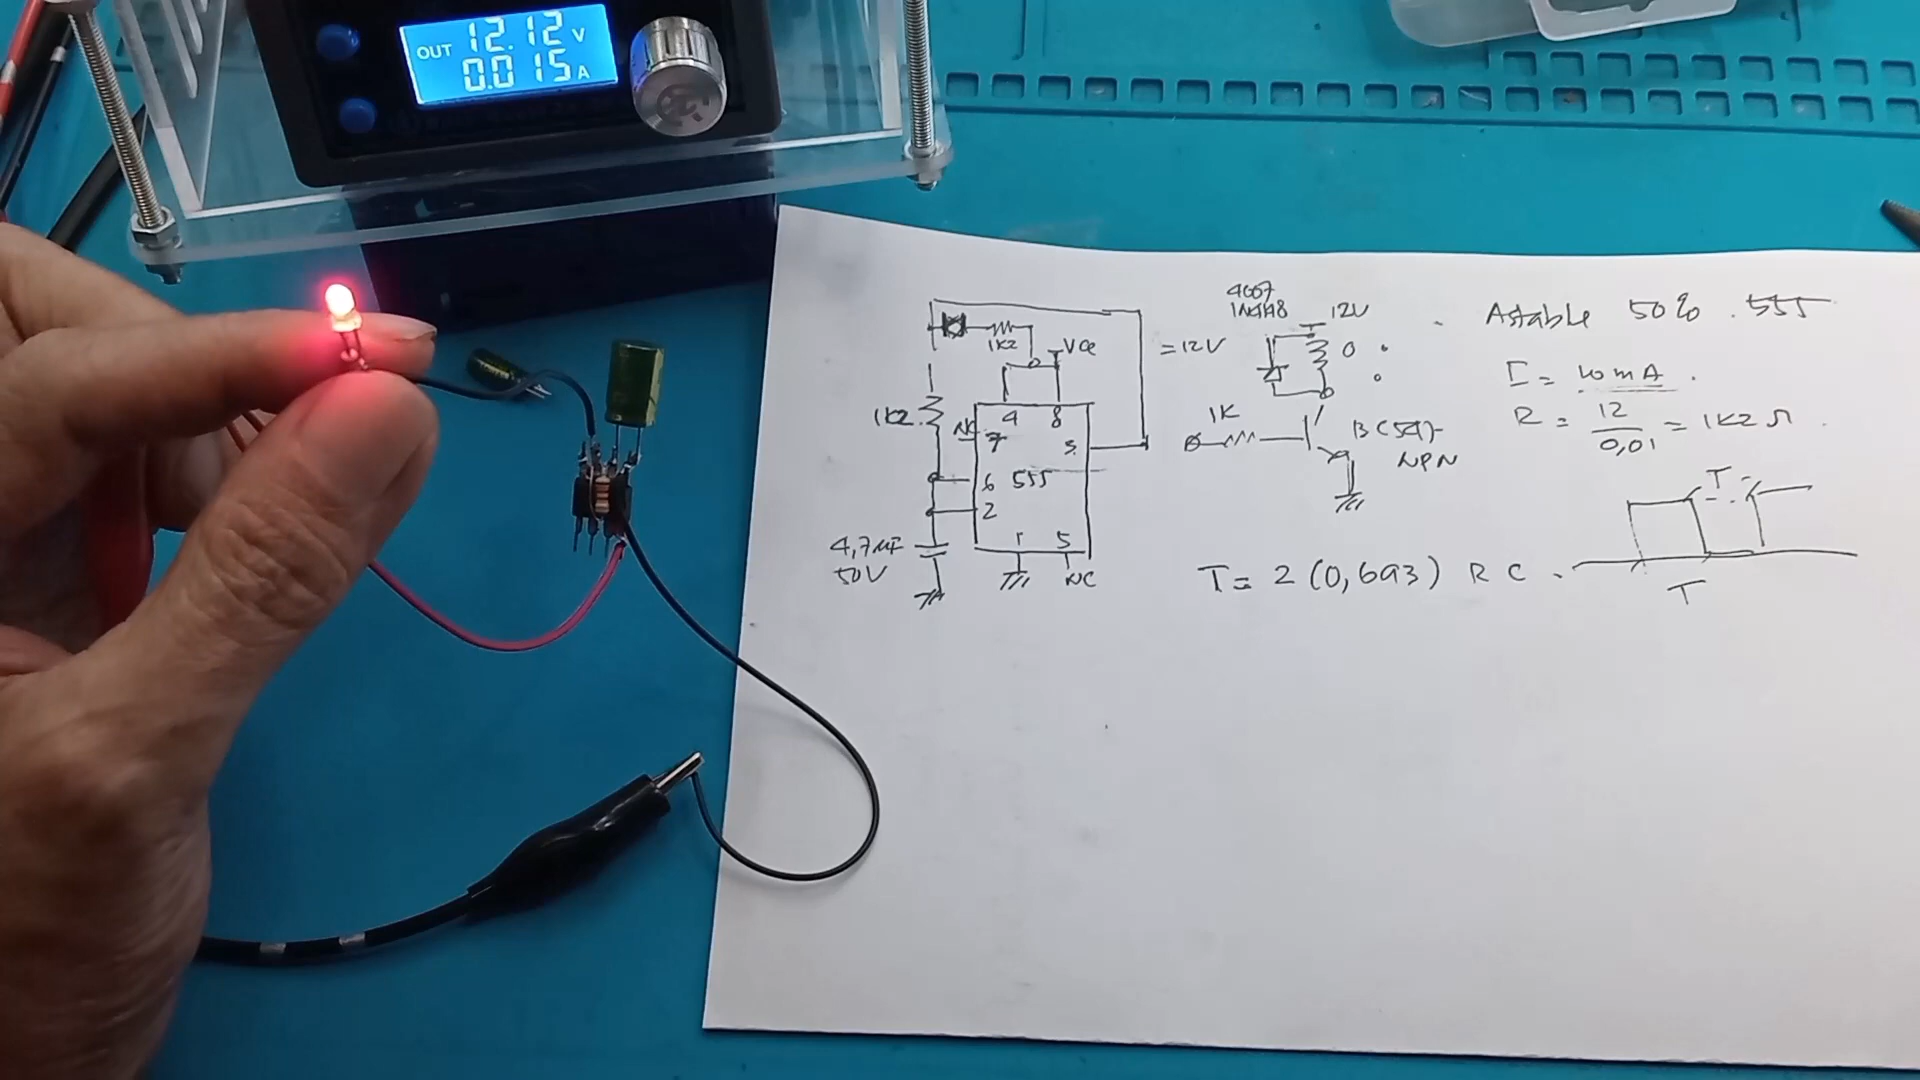 OUT 12.12 V
0.015 A
4007
1N4148 12V
Astable 50% .555
1K2 VCC = 12V
0
I = 10mA.
1K2
NC
4 8
7 3
1K
BC547
NPN
R = 12 / 0,01 = 1K2 Ω.
6 555
2
4,7µF
50V
1 5
NC
T
T = 2 (0,693) R C.
T